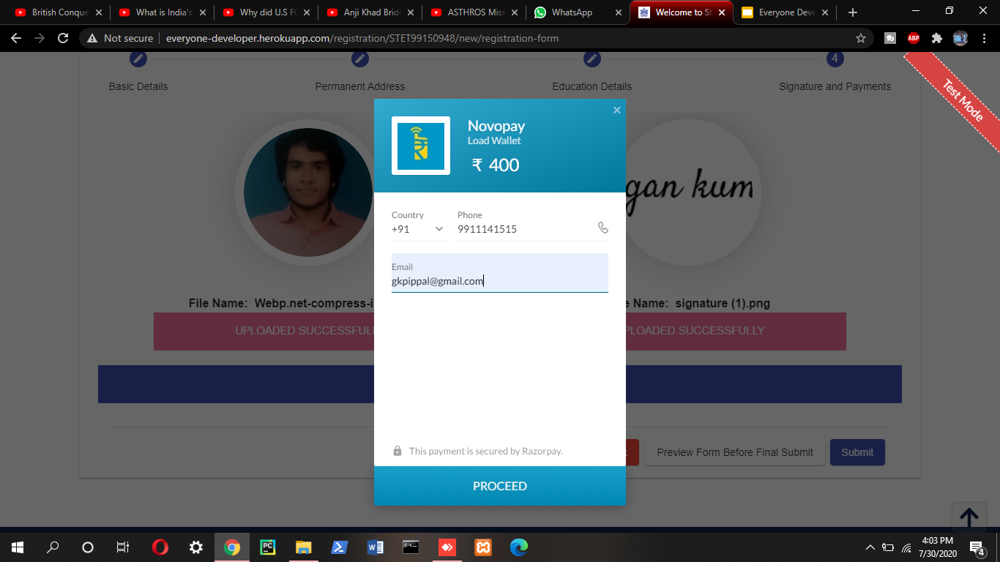 British Conque
What is India's
Why did U.S FO
Anji Khad Bridg
ASTHROS Miss
WhatsApp
Welcome to St
Everyone Deve
Not secure
everyone-developer.herokuapp.com/registration/STET99150948/new/registration-form
4
Basic Details
Permanent Address
Education Details
Signature and Payments
Test Mode
Novopay
Load Wallet
₹ 400
gan kum
Country
Phone
+91
9911141515
Email
gkpippal@gmail.com
File Name: Webp.net-compress-i
e Name: signature (1).png
UPLOADED SUCCESSFUL
PLOADED SUCCESSFULLY
This payment is secured by Razorpay.
Preview Form Before Final Submit
Submit
PROCEED
4:03 PM
7/30/2020
4